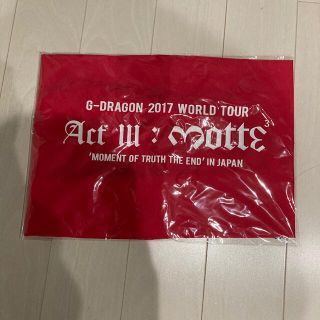 G-DRAGON 2017 WORLD TOUR
Act III : Motte
'MOMENT OF TRUTH THE END' IN JAPAN